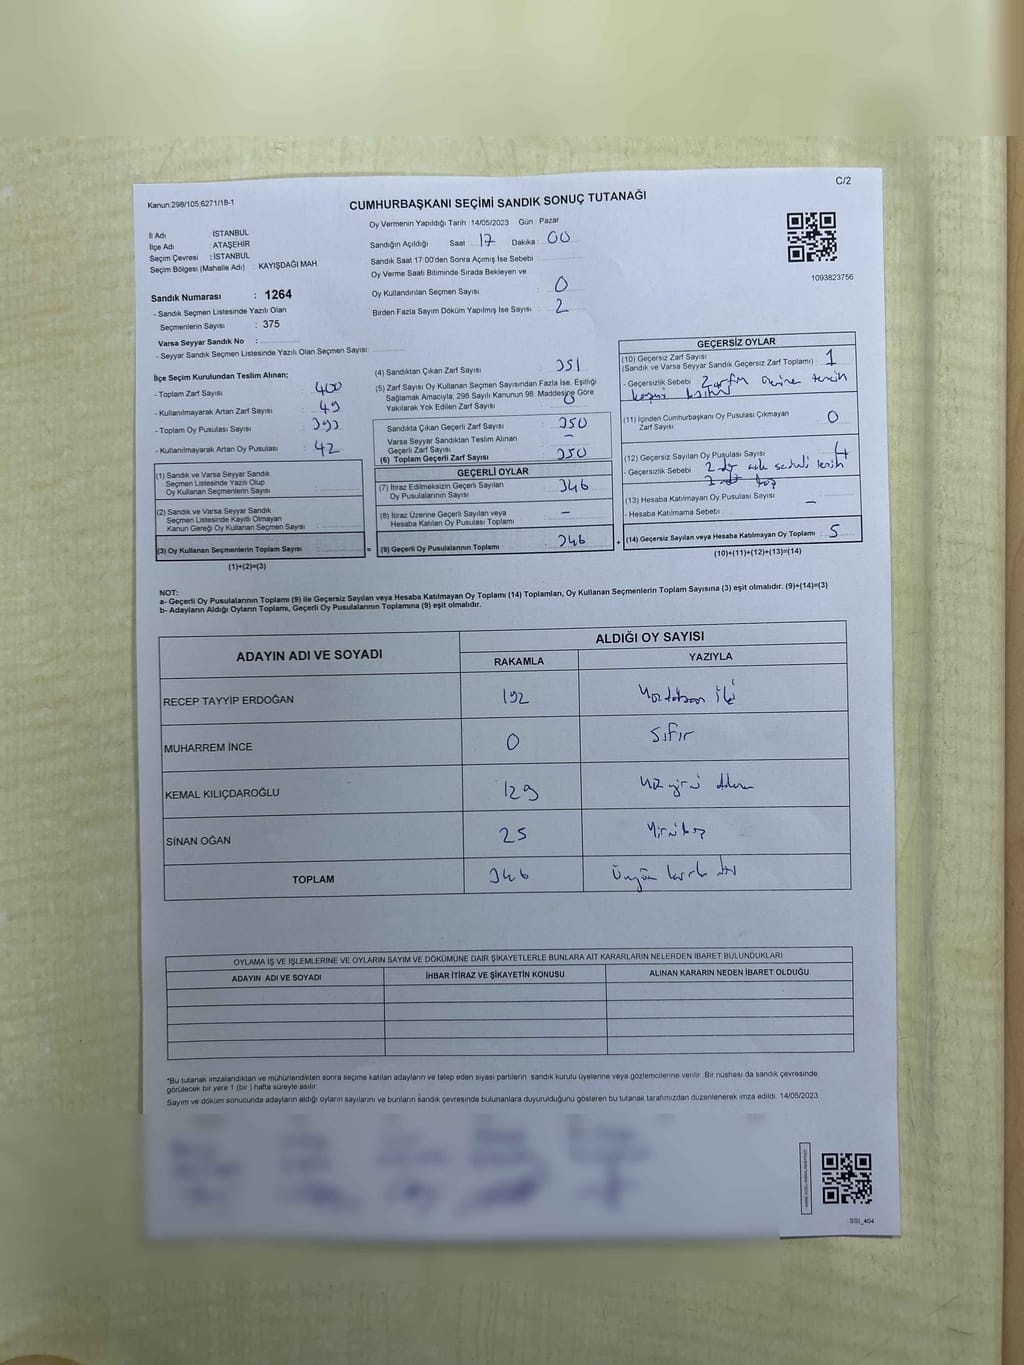 C/2
Kanun:298/105;6271/18-1
CUMHURBAŞKANI SEÇİMİ SANDIK SONUÇ TUTANAĞI
İl Adı : İSTANBUL
İlçe Adı : ATAŞEHİR
Seçim Çevresi : İSTANBUL
Seçim Bölgesi (Mahalle Adı) : KAYIŞDAĞI MAH.
Oy Vermenin Yapıldığı Tarih 14/05/2023 Gün : Pazar
Sandığın Açıldığı Saat 17 Dakika 00
Sandık Saat 17:00'den Sonra Açımış İse Sebebi
Oy Verme Saati Bitiminde Sırada Bekleyen ve
Oy Kullandırılan Seçmen Sayısı : 0
Birden Fazla Sayım Döküm Yapılmış İse Sayısı : 2
1093823756
Sandık Numarası : 1264
- Sandık Seçmen Listesinde Yazılı Olan
Seçmenlerin Sayısı : 375
Varsa Seyyar Sandık No :
- Seyyar Sandık Seçmen Listesinde Yazılı Olan Seçmen Sayısı:
İlçe Seçim Kurulundan Teslim Alınan;
- Toplam Zarf Sayısı : 400
- Kullanılmayarak Artan Zarf Sayısı : 49
- Toplam Oy Pusulası Sayısı : 393
- Kullanılmayarak Artan Oy Pusulası : 42
(1) Sandık ve Varsa Seyyar Sandık
Seçmen Listesinde Yazılı Olup
Oy Kullanan Seçmenlerin Sayısı
(2) Sandık ve Varsa Seyyar Sandık
Seçmen Listesinde Kayıtlı Olmayan
Kanun Gereği Oy Kullanan Seçmen Sayısı
(3) Oy Kullanan Seçmenlerin Toplam Sayısı
(1)+(2)=(3)
(4) Sandıktan Çıkan Zarf Sayısı : 351
(5) Zarf Sayısı Oy Kullanan Seçmen Sayısından Fazla İse, Eşitliği
Sağlamak Amacıyla; 298 Sayılı Kanunun 98. Maddesine Göre
Yakılarak Yok Edilen Zarf Sayısı : 0
Sandıkta Çıkan Geçerli Zarf Sayısı : 350
Varsa Seyyar Sandıktan Teslim Alınan
Geçerli Zarf Sayısı : -
(6) Toplam Geçerli Zarf Sayısı : 350
GEÇERLİ OYLAR
(7) İtiraz Edilmeksizin Geçerli Sayılan
Oy Pusulalarının Sayısı : 346
(8) İtiraz Üzerine Geçerli Sayılan veya
Hesaba Katılan Oy Pusulası Toplamı : -
= (9) Geçerli Oy Pusulalarının Toplamı : 346
GEÇERSİZ OYLAR
(10) Geçersiz Zarf Sayısı
(Sandık ve Varsa Seyyar Sandık Geçersiz Zarf Toplamı) : 1
- Geçersizlik Sebebi : Zarfın üzerine tercih
(11) İçinden Cumhurbaşkanı Oy Pusulası Çıkmayan
Zarf Sayısı : 0
(12) Geçersiz Sayılan Oy Pusulası Sayısı : 4
- Geçersizlik Sebebi : 2
(13) Hesaba Katılmayan Oy Pusulası Sayısı : -
- Hesaba Katılmama Sebebi :
+ (14) Geçersiz Sayılan veya Hesaba Katılmayan Oy Toplamı : 5
(10)+(11)+(12)+(13)=(14)
NOT:
a- Geçerli Oy Pusulalarının Toplamı (9) ile Geçersiz Sayılan veya Hesaba Katılmayan Oy Toplamı (14) Toplamları, Oy Kullanan Seçmenlerin Toplam Sayısına (3) eşit olmalıdır. (9)+(14)=(3)
b- Adayların Aldığı Oyların Toplamı, Geçerli Oy Pusulalarının Toplamına (9) eşit olmalıdır.
ADAYIN ADI VE SOYADI ALDIĞI OY SAYISI
RAKAMLA YAZIYLA
RECEP TAYYİP ERDOĞAN 192 Yüzdoksan iki
MUHARREM İNCE 0 Sıfır
KEMAL KILIÇDAROĞLU 129 Yüz yirmi dokuz
SİNAN OĞAN 25 Yirmibeş
TOPLAM 346 Üçyüz kırk altı
OYLAMA İŞ VE İŞLEMLERİNE VE OYLARIN SAYIM VE DÖKÜMÜNE DAİR ŞİKAYETLERLE BUNLARA AİT KARARLARIN NELERDEN İBARET BULUNDUKLARI
ADAYIN ADI VE SOYADI İHBAR İTİRAZ VE ŞİKAYETİN KONUSU ALINAN KARARIN NEDEN İBARET OLDUĞU
*Bu tutanak imzalandıktan ve mühürlendikten sonra seçime katılan adayların ve talep eden siyasi partilerin sandık kurulu üyelerine veya gözlemcilerine verilir. Bir nüshası da sandık çevresinde
görülecek bir yere 1 (bir ) hafta süreyle asılır.
Sayım ve döküm sonucunda adayların aldığı oyların sayılarını ve bunların sandık çevresinde bulunanlara duyurulduğunu gösteren bu tutanak tarafımızdan düzenlenerek imza edildi. 14/05/2023
SSI_404